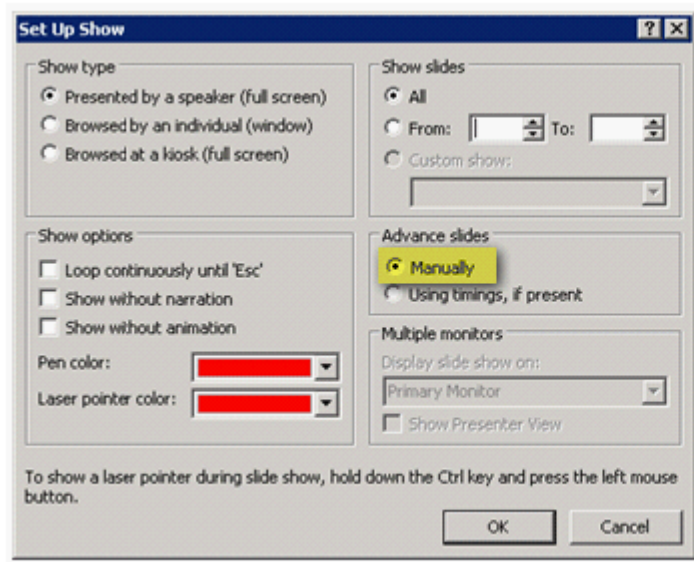 Set Up Show
Show type
Presented by a speaker (full screen)
Browsed by an individual (window)
Browsed at a kiosk (full screen)
Show slides
All
From: To:
Custom show:
Show options
Loop continuously until 'Esc'
Show without narration
Show without animation
Pen color:
Laser pointer color:
Advance slides
Manually
Using timings, if present
Multiple monitors
Display slide show on:
Primary Monitor
Show Presenter View
To show a laser pointer during slide show, hold down the Ctrl key and press the left mouse
button.
OK Cancel